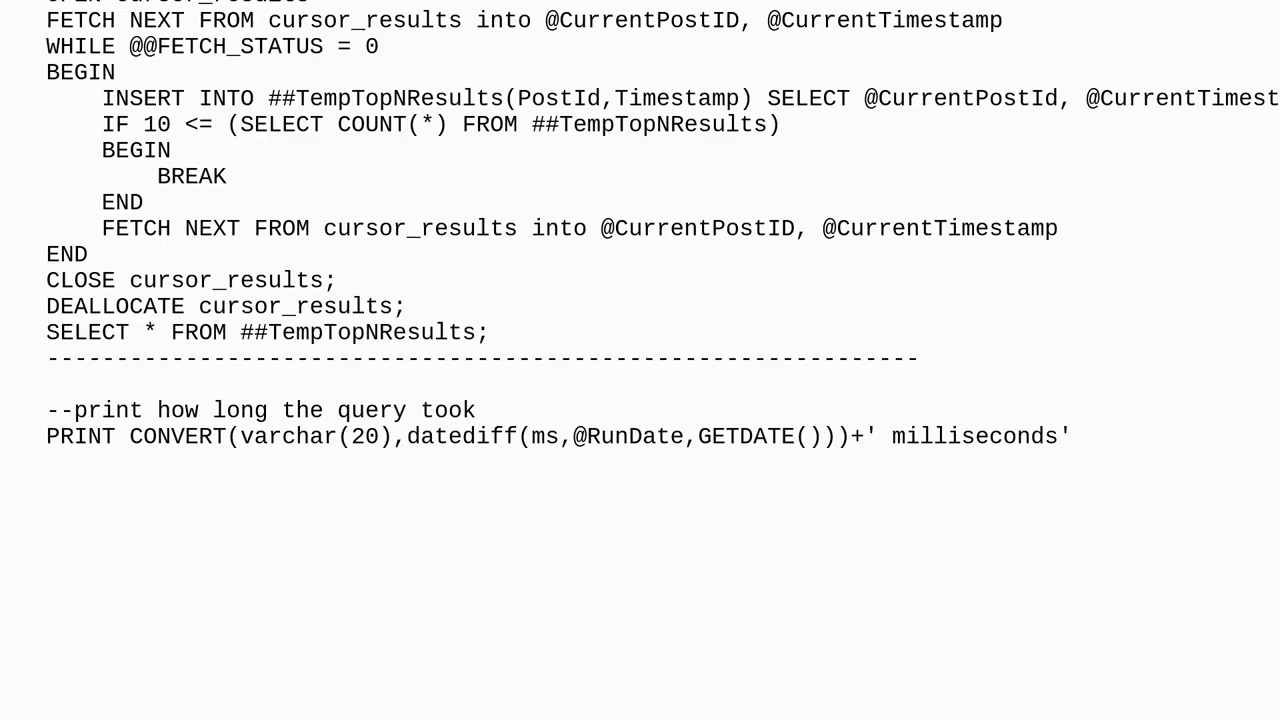 FETCH NEXT FROM cursor_results into @CurrentPostID, @CurrentTimestamp
WHILE @@FETCH_STATUS = 0
BEGIN
    INSERT INTO ##TempTopNResults(PostId,Timestamp) SELECT @CurrentPostId, @CurrentTimest
    IF 10 <= (SELECT COUNT(*) FROM ##TempTopNResults)
    BEGIN
        BREAK
    END
    FETCH NEXT FROM cursor_results into @CurrentPostID, @CurrentTimestamp
END
CLOSE cursor_results;
DEALLOCATE cursor_results;
SELECT * FROM ##TempTopNResults;
---------------------------------------------------------------

--print how long the query took
PRINT CONVERT(varchar(20),datediff(ms,@RunDate,GETDATE()))+' milliseconds'